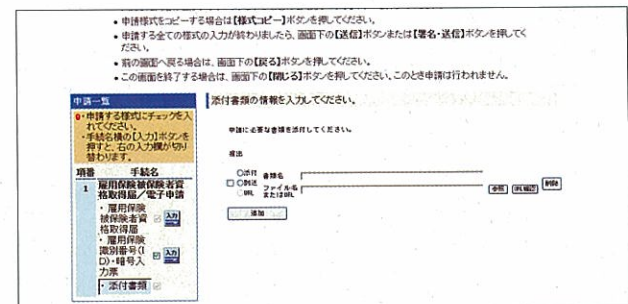 • 申請様式をコピーする場合は【様式コピー】ボタンを押してください。
• 申請する全ての様式の入力が終わりましたら、画面下の【送信】ボタンまたは【署名・送信】ボタンを押してく
ださい。
• 前の画面へ戻る場合は、画面下の【戻る】ボタンを押してください。
• この画面を終了する場合は、画面下の【閉じる】ボタンを押してください。このとき申請は行われません。
申請一覧
・申請する様式にチェックを入
れてください。
・手続名横の【入力】ボタンを
押すと、右の入力欄が切り
替わります。
項番 手続名
1 雇用保険被保険者資
格取得届／電子申請
・雇用保険
被保険者資
格取得届
入力
・雇用保険
識別番号(I
D)・暗号入
力票
入力
・添付書類
添付書類の情報を入力してください。
申請に必要な書類を添付してください。
提出
添付
別送
URL
書類名
ファイル名
またはURL
参照
URL確認
削除
追加